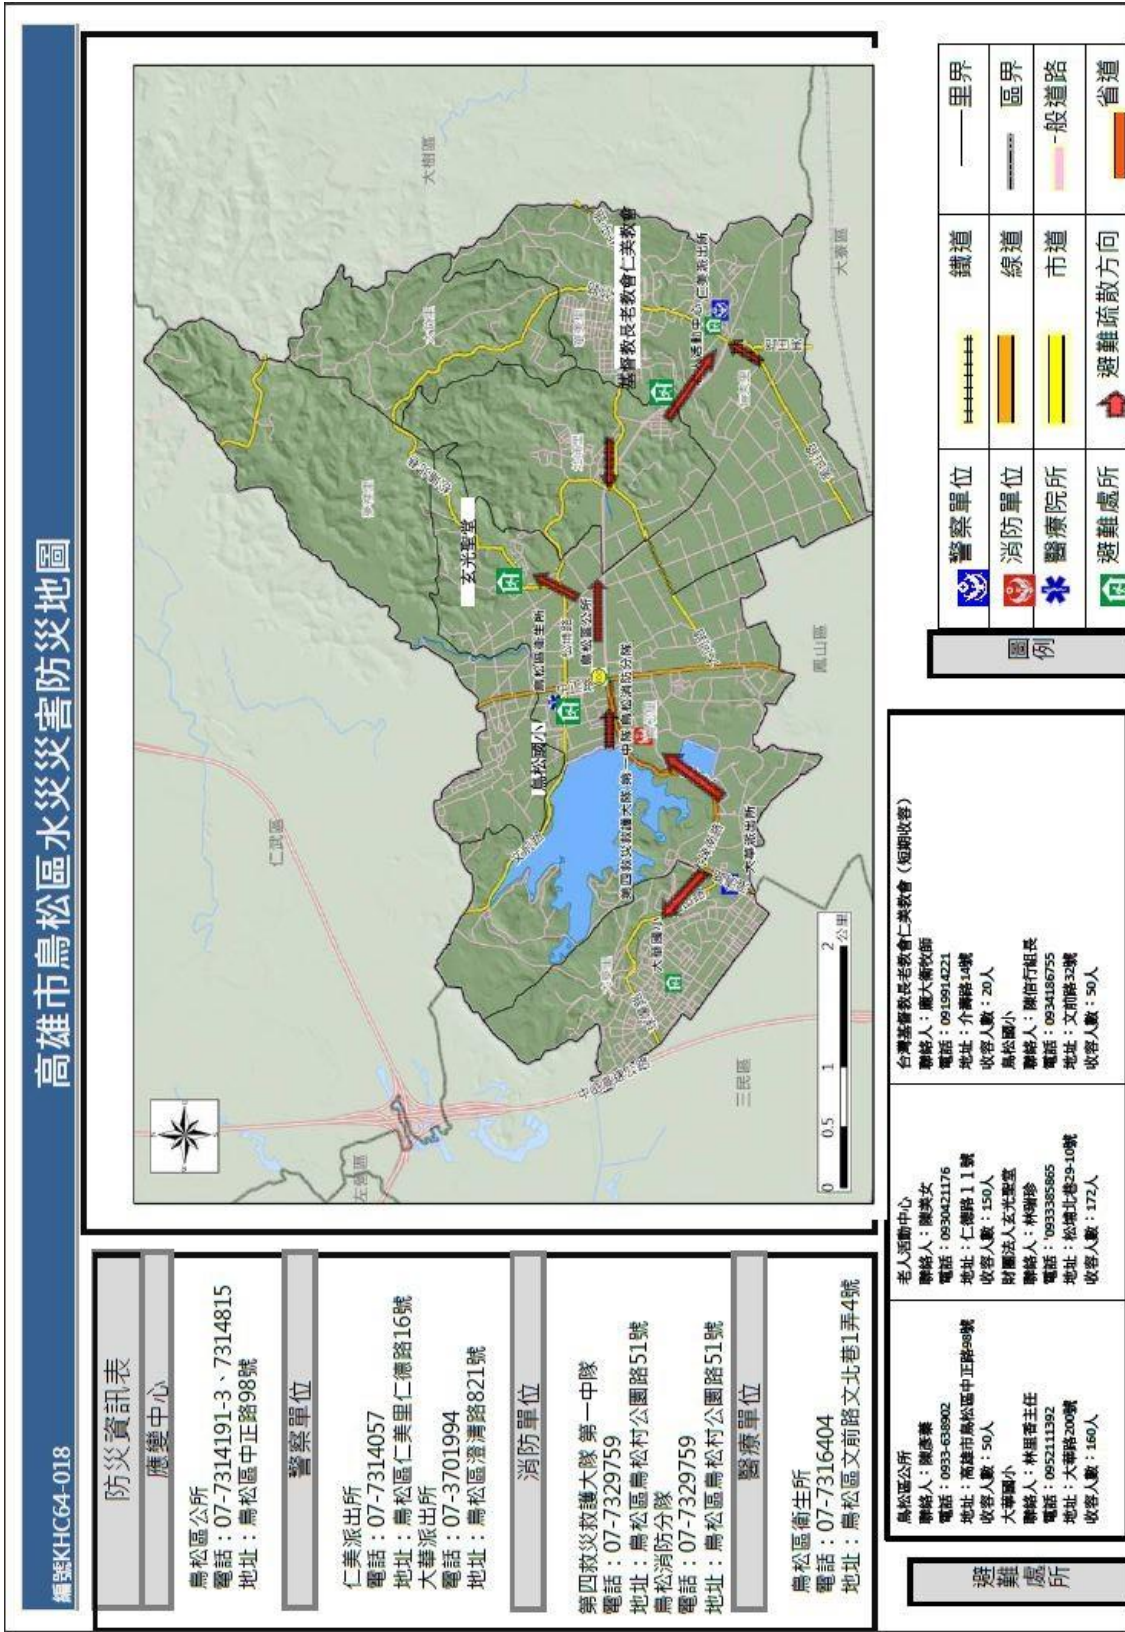 高雄市鳥松區水災災害防災地圖
編號KHC64-018
防災資訊表
應變中心
鳥松區公所
電話：07-7314191-3、7314815
地址：鳥松區中正路98號
警察單位
仁美派出所
電話：07-7314057
地址：鳥松區仁美里仁德路16號
大華派出所
電話：07-3701994
地址：鳥松區澄清路821號
消防單位
第四救災救護大隊 第一中隊
電話：07-7329759
地址：鳥松區鳥松村公園路51號
鳥松消防分隊
電話：07-7329759
地址：鳥松區鳥松村公園路51號
醫療單位
鳥松區衛生所
電話：07-7316404
地址：鳥松區文前路文北巷1弄4號
左營區
仁武區
大樹區
三民區
鳳山區
大寮區
玄光聖堂
鳥松國小
鳥松區衛生所
鳥松區公所
第四救災救護大隊 第一中隊 鳥松消防分隊
大華國小
大華派出所
基督教長老教會仁美教會
活動中心 仁美派出所
0
0.5
1
2
公里
避難處所
鳥松區公所
聯絡人：陳彥蓁
電話：0933-638902
地址：高雄市鳥松區中正路98號
收容人數：50人
大華國小
聯絡人：林里香主任
電話：0952111392
地址：大華路200號
收容人數：160人
老人活動中心
聯絡人：陳美女
電話：0930421176
地址：仁德路１１號
收容人數：150人
財團法人玄光聖堂
聯絡人：林瑞珍
電話：'0933385865
地址：松埔北巷29-10號
收容人數：172人
台灣基督教長老教會仁美教會（短期收容）
聯絡人：龐大衛牧師
電話：0919914221
地址：介壽路14號
收容人數：20人
鳥松國小
聯絡人：陳信行組長
電話：0934186755
地址：文前路32號
收容人數：50人
圖例
警察單位
鐵道
里界
消防單位
線道
區界
醫療院所
市道
一般道路
避難處所
避難疏散方向
省道